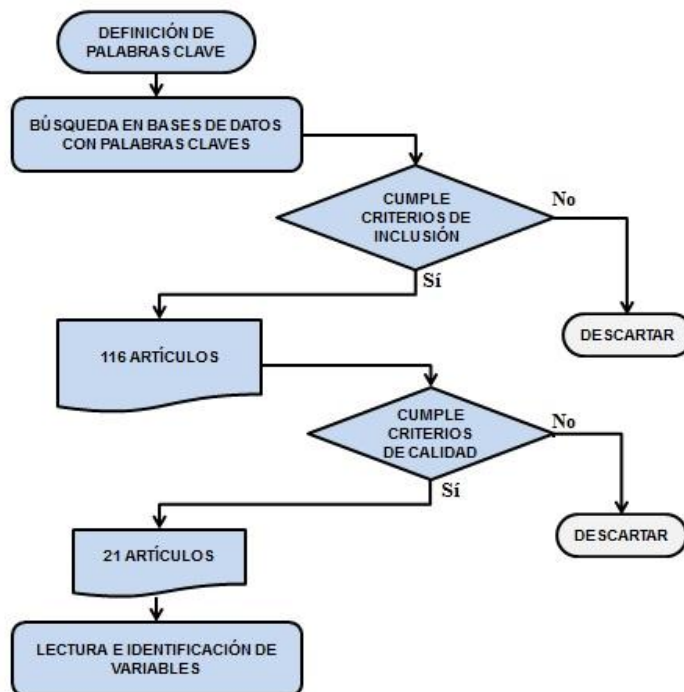 DEFINICIÓN DE
PALABRAS CLAVE
BÚSQUEDA EN BASES DE DATOS
CON PALABRAS CLAVES
CUMPLE
CRITERIOS DE
INCLUSIÓN
No
Sí
DESCARTAR
116 ARTÍCULOS
CUMPLE
CRITERIOS
DE CALIDAD
No
Sí
DESCARTAR
21 ARTÍCULOS
LECTURA E IDENTIFICACIÓN DE
VARIABLES